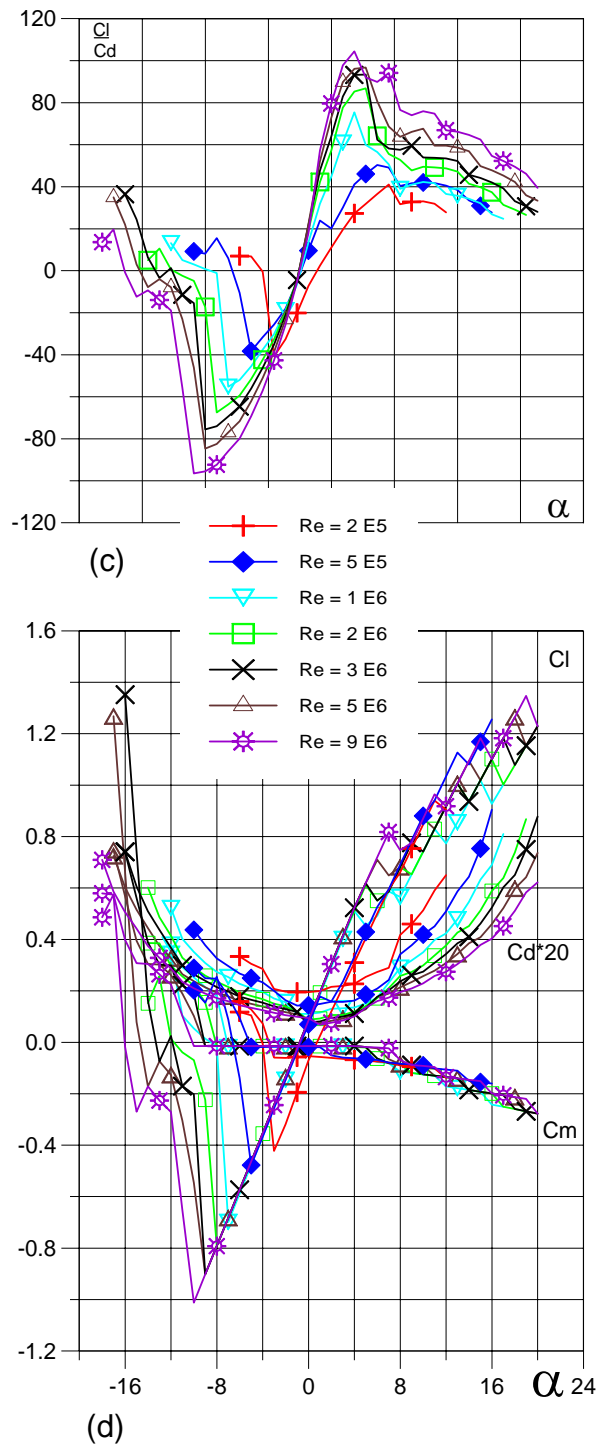 120
Cl
Cd
80
40
0
-40
-80
-120
α
(c)
Re = 2 E5
Re = 5 E5
Re = 1 E6
Re = 2 E6
Re = 3 E6
Re = 5 E6
Re = 9 E6
1.6
Cl
1.2
0.8
0.4
Cd*20
0.0
Cm
-0.4
-0.8
-1.2
-16 -8 0 8 16 α 24
(d)